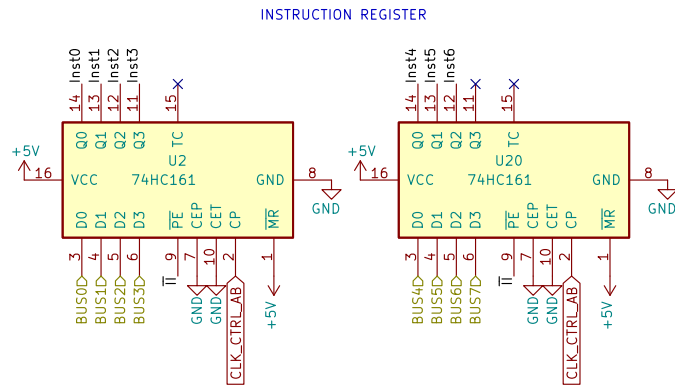 INSTRUCTION REGISTER
Inst0 Inst1 Inst2 Inst3
14 13 12 11 15
Q0 Q1 Q2 Q3 TC
U2
74HC161
+5V 16 VCC GND 8 GND
D0 D1 D2 D3 PE CEP CET CP MR
3 4 5 6 9 7 10 2 1
BUS0 BUS1 BUS2 BUS3 II GND GND CLK_CTRL_AB +5V
Inst4 Inst5 Inst6
14 13 12 11 15
Q0 Q1 Q2 Q3 TC
U20
74HC161
+5V 16 VCC GND 8 GND
D0 D1 D2 D3 PE CEP CET CP MR
3 4 5 6 9 7 10 2 1
BUS4 BUS5 BUS6 BUS7 II GND GND CLK_CTRL_AB +5V